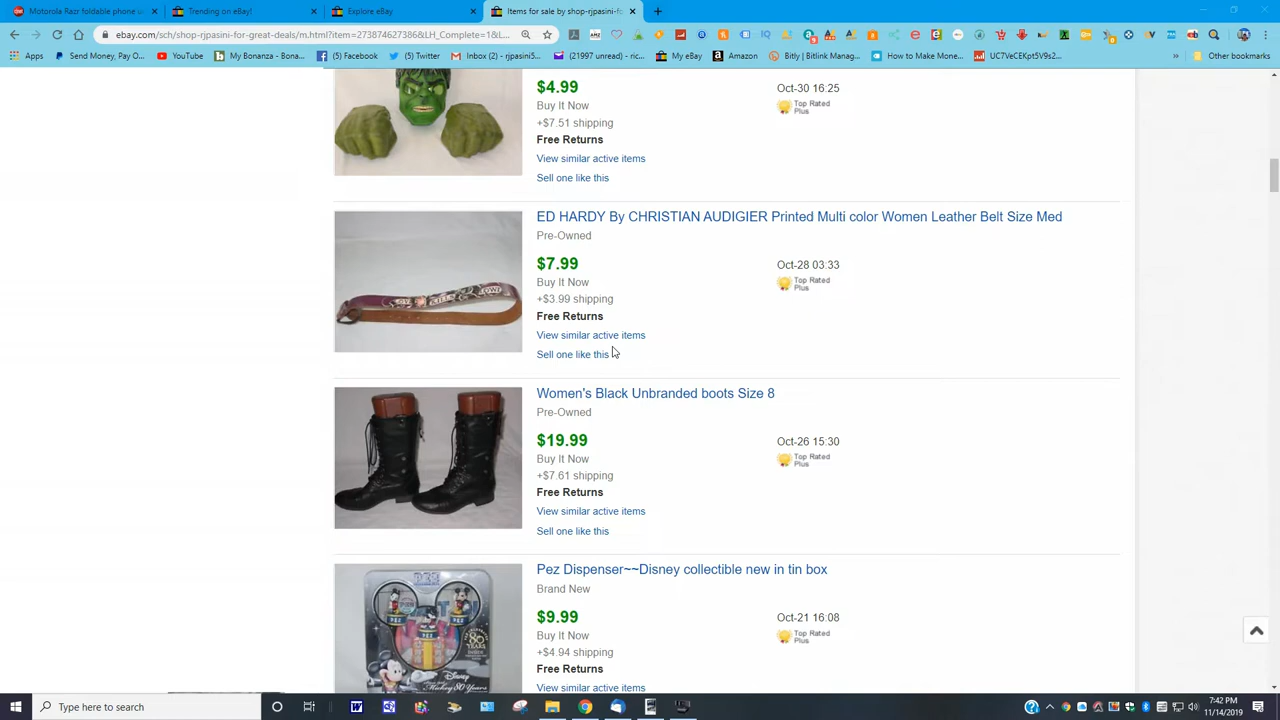 Motorola Razr foldable phone w
Trending on eBay!
Explore eBay
Items for sale by shop-rjpasini-fo
ebay.com/sch/shop-rjpasini-for-great-deals/m.html?item=273874627386&LH_Complete=1&L...
Apps
Send Money, Pay O...
YouTube
My Bonanza - Bona...
(5) Facebook
(5) Twitter
Inbox (2) - rjpasini5...
(21997 unread) - ric...
My eBay
Amazon
Bitly | Bitlink Manag...
How to Make Mone...
UC7VeCEKpt5V9s2...
Other bookmarks
$4.99
Oct-30 16:25
Buy It Now
Top Rated
Plus
+$7.51 shipping
Free Returns
View similar active items
Sell one like this
ED HARDY By CHRISTIAN AUDIGIER Printed Multi color Women Leather Belt Size Med
Pre-Owned
$7.99
Oct-28 03:33
Buy It Now
Top Rated
Plus
+$3.99 shipping
Free Returns
View similar active items
Sell one like this
Women's Black Unbranded boots Size 8
Pre-Owned
$19.99
Oct-26 15:30
Buy It Now
Top Rated
Plus
+$7.61 shipping
Free Returns
View similar active items
Sell one like this
Pez Dispenser~~Disney collectible new in tin box
Brand New
$9.99
Oct-21 16:08
Buy It Now
Top Rated
Plus
+$4.94 shipping
Free Returns
View similar active items
PEZ
80
YEARS
Disney
Mickey 80 Years
Type here to search
7:42 PM
11/14/2019